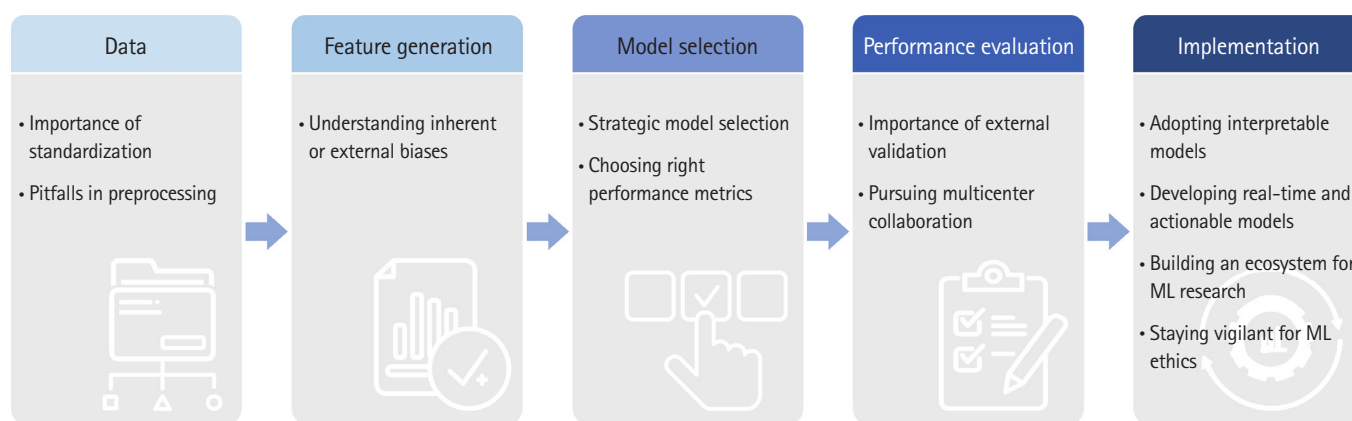 Data
• Importance of
standardization
• Pitfalls in preprocessing
Feature generation
• Understanding inherent
or external biases
Model selection
• Strategic model selection
• Choosing right
performance metrics
Performance evaluation
• Importance of external
validation
• Pursuing multicenter
collaboration
Implementation
• Adopting interpretable
models
• Developing real-time and
actionable models
• Building an ecosystem for
ML research
• Staying vigilant for ML
ethics